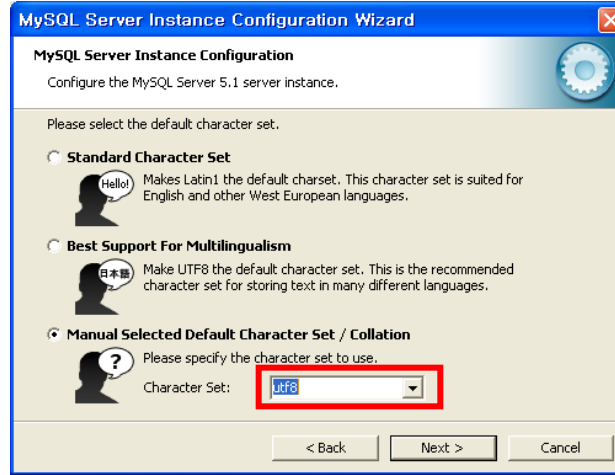 MySQL Server Instance Configuration Wizard
MySQL Server Instance Configuration
Configure the MySQL Server 5.1 server instance.
Please select the default character set.
Standard Character Set
Hello!
Makes Latin1 the default charset. This character set is suited for
English and other West European languages.
Best Support For Multilingualism
日本語
Make UTF8 the default character set. This is the recommended
character set for storing text in many different languages.
Manual Selected Default Character Set / Collation
?
Please specify the character set to use.
Character Set:
utf8
< Back
Next >
Cancel